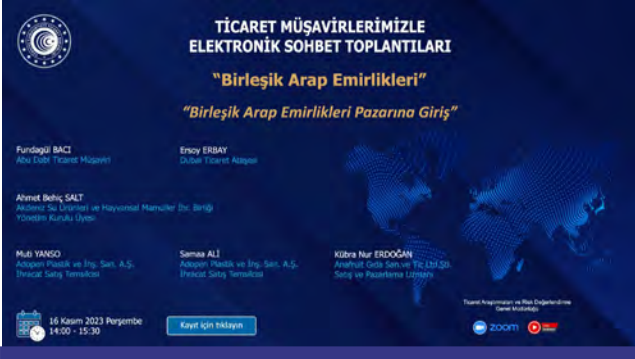 TİCARET MÜŞAVİRLERİMİZLE
ELEKTRONİK SOHBET TOPLANTILARI
“Birleşik Arap Emirlikleri”
“Birleşik Arap Emirlikleri Pazarına Giriş”
Fundagül BACI
Abu Dabi Ticaret Müşaviri
Ersoy ERBAY
Dubai Ticaret Ataşesi
Ahmet Behiç SALT
Akdeniz Su Ürünleri ve Hayvansal Mamuller İhr. Birliği
Yönetim Kurulu Üyesi
Muti YANSO
Adopen Plastik ve İnş. San. A.Ş.
İhracat Satış Temsilcisi
Samaa ALİ
Adopen Plastik ve İnş. San. A.Ş.
İhracat Satış Temsilcisi
Kübra Nur ERDOĞAN
Anafruit Gıda San.ve Tic.Ltd.Şti.
Satış ve Pazarlama Uzmanı
16 Kasım 2023 Perşembe
14:00 - 15:30
Kayıt için tıklayın
Ticaret Araştırmaları ve Risk Değerlendirme
Genel Müdürlüğü
zoom